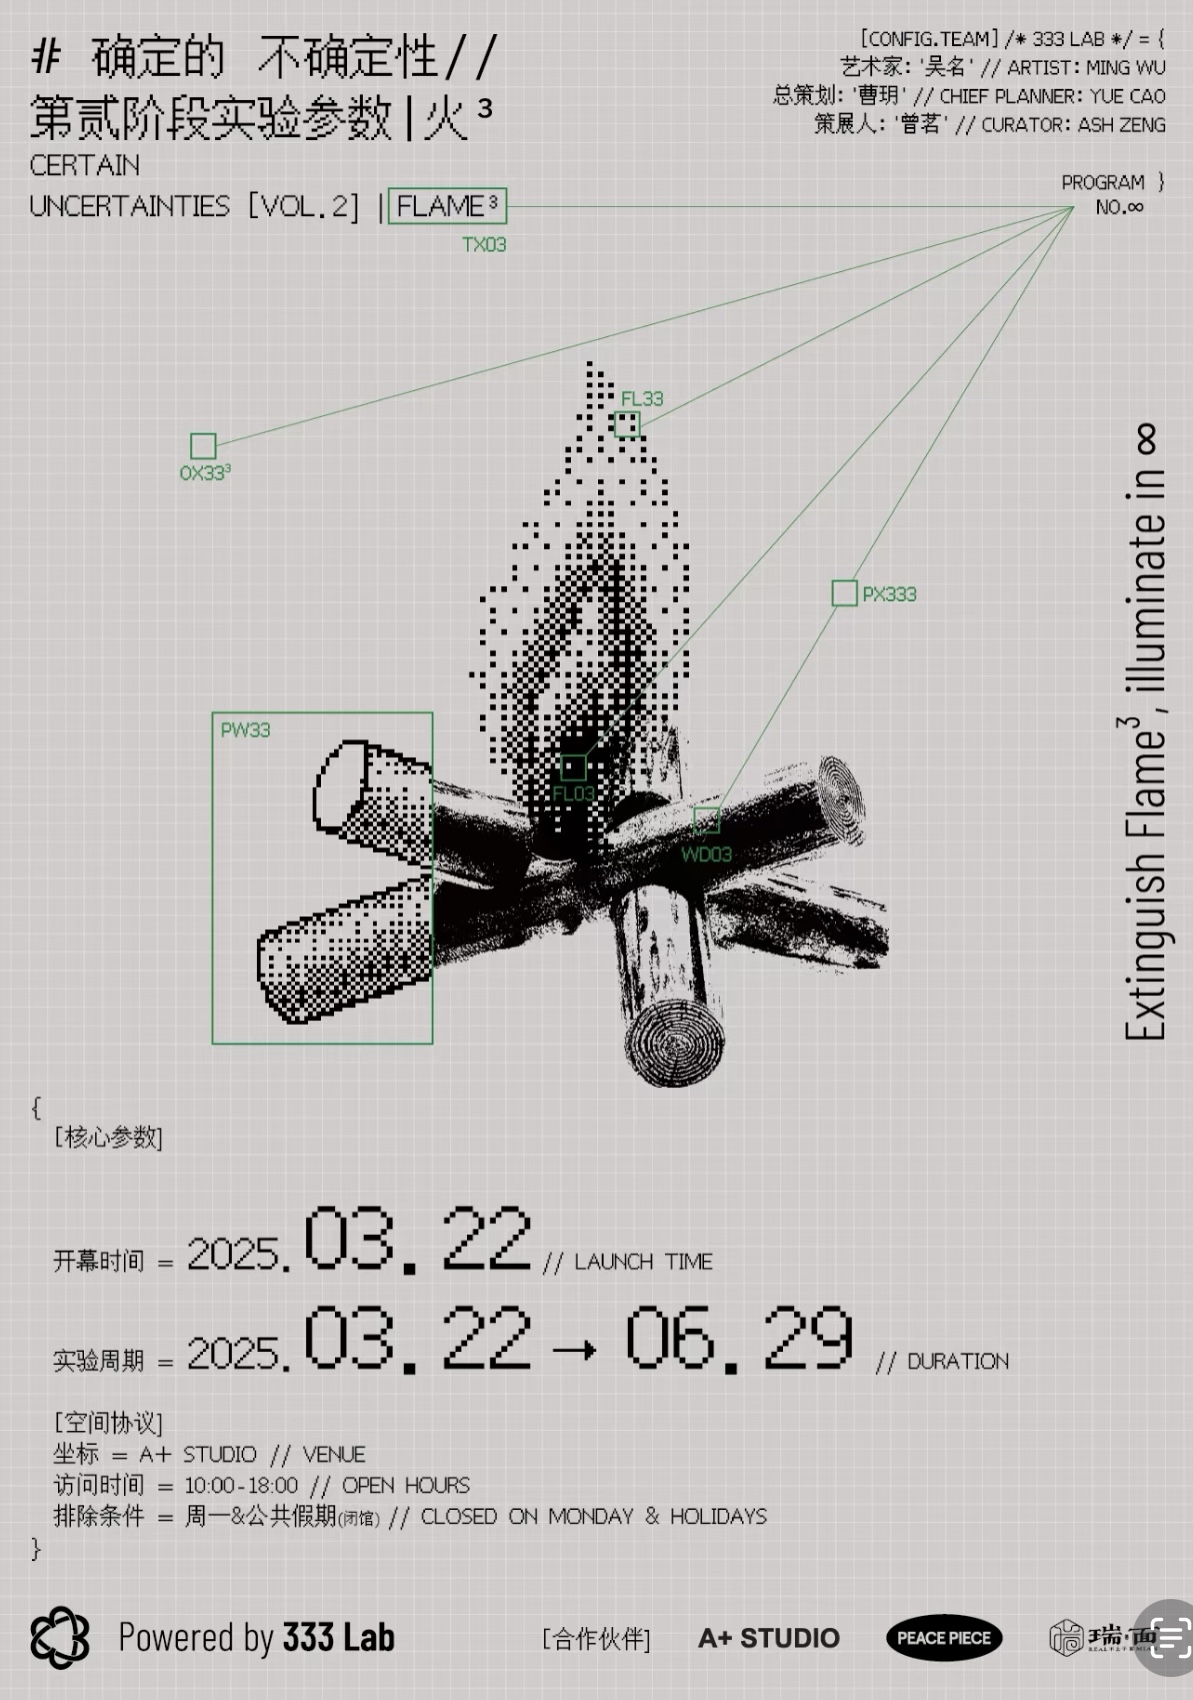 # 确定的 不确定性//
第贰阶段实验参数|火³
CERTAIN
UNCERTAINTIES [VOL.2] | FLAME³
TX03
[CONFIG.TEAM] /* 333 LAB */ = {
艺术家: '吴名' // ARTIST: MING WU
总策划: '曹玥' // CHIEF PLANNER: YUE CAO
策展人: '曾茗' // CURATOR: ASH ZENG
PROGRAM }
NO.∞
FL33
OX33³
PX333
PW33
FL03
WD03
Extinguish Flame³, illuminate in ∞
{
[核心参数]
开幕时间 = 2025.03.22 // LAUNCH TIME
实验周期 = 2025.03.22 → 06.29 // DURATION
[空间协议]
坐标 = A+ STUDIO // VENUE
访问时间 = 10:00-18:00 // OPEN HOURS
排除条件 = 周一&公共假期(闭馆) // CLOSED ON MONDAY & HOLIDAYS
}
Powered by 333 Lab
[合作伙伴]
A+ STUDIO
PEACE PIECE
瑞·面